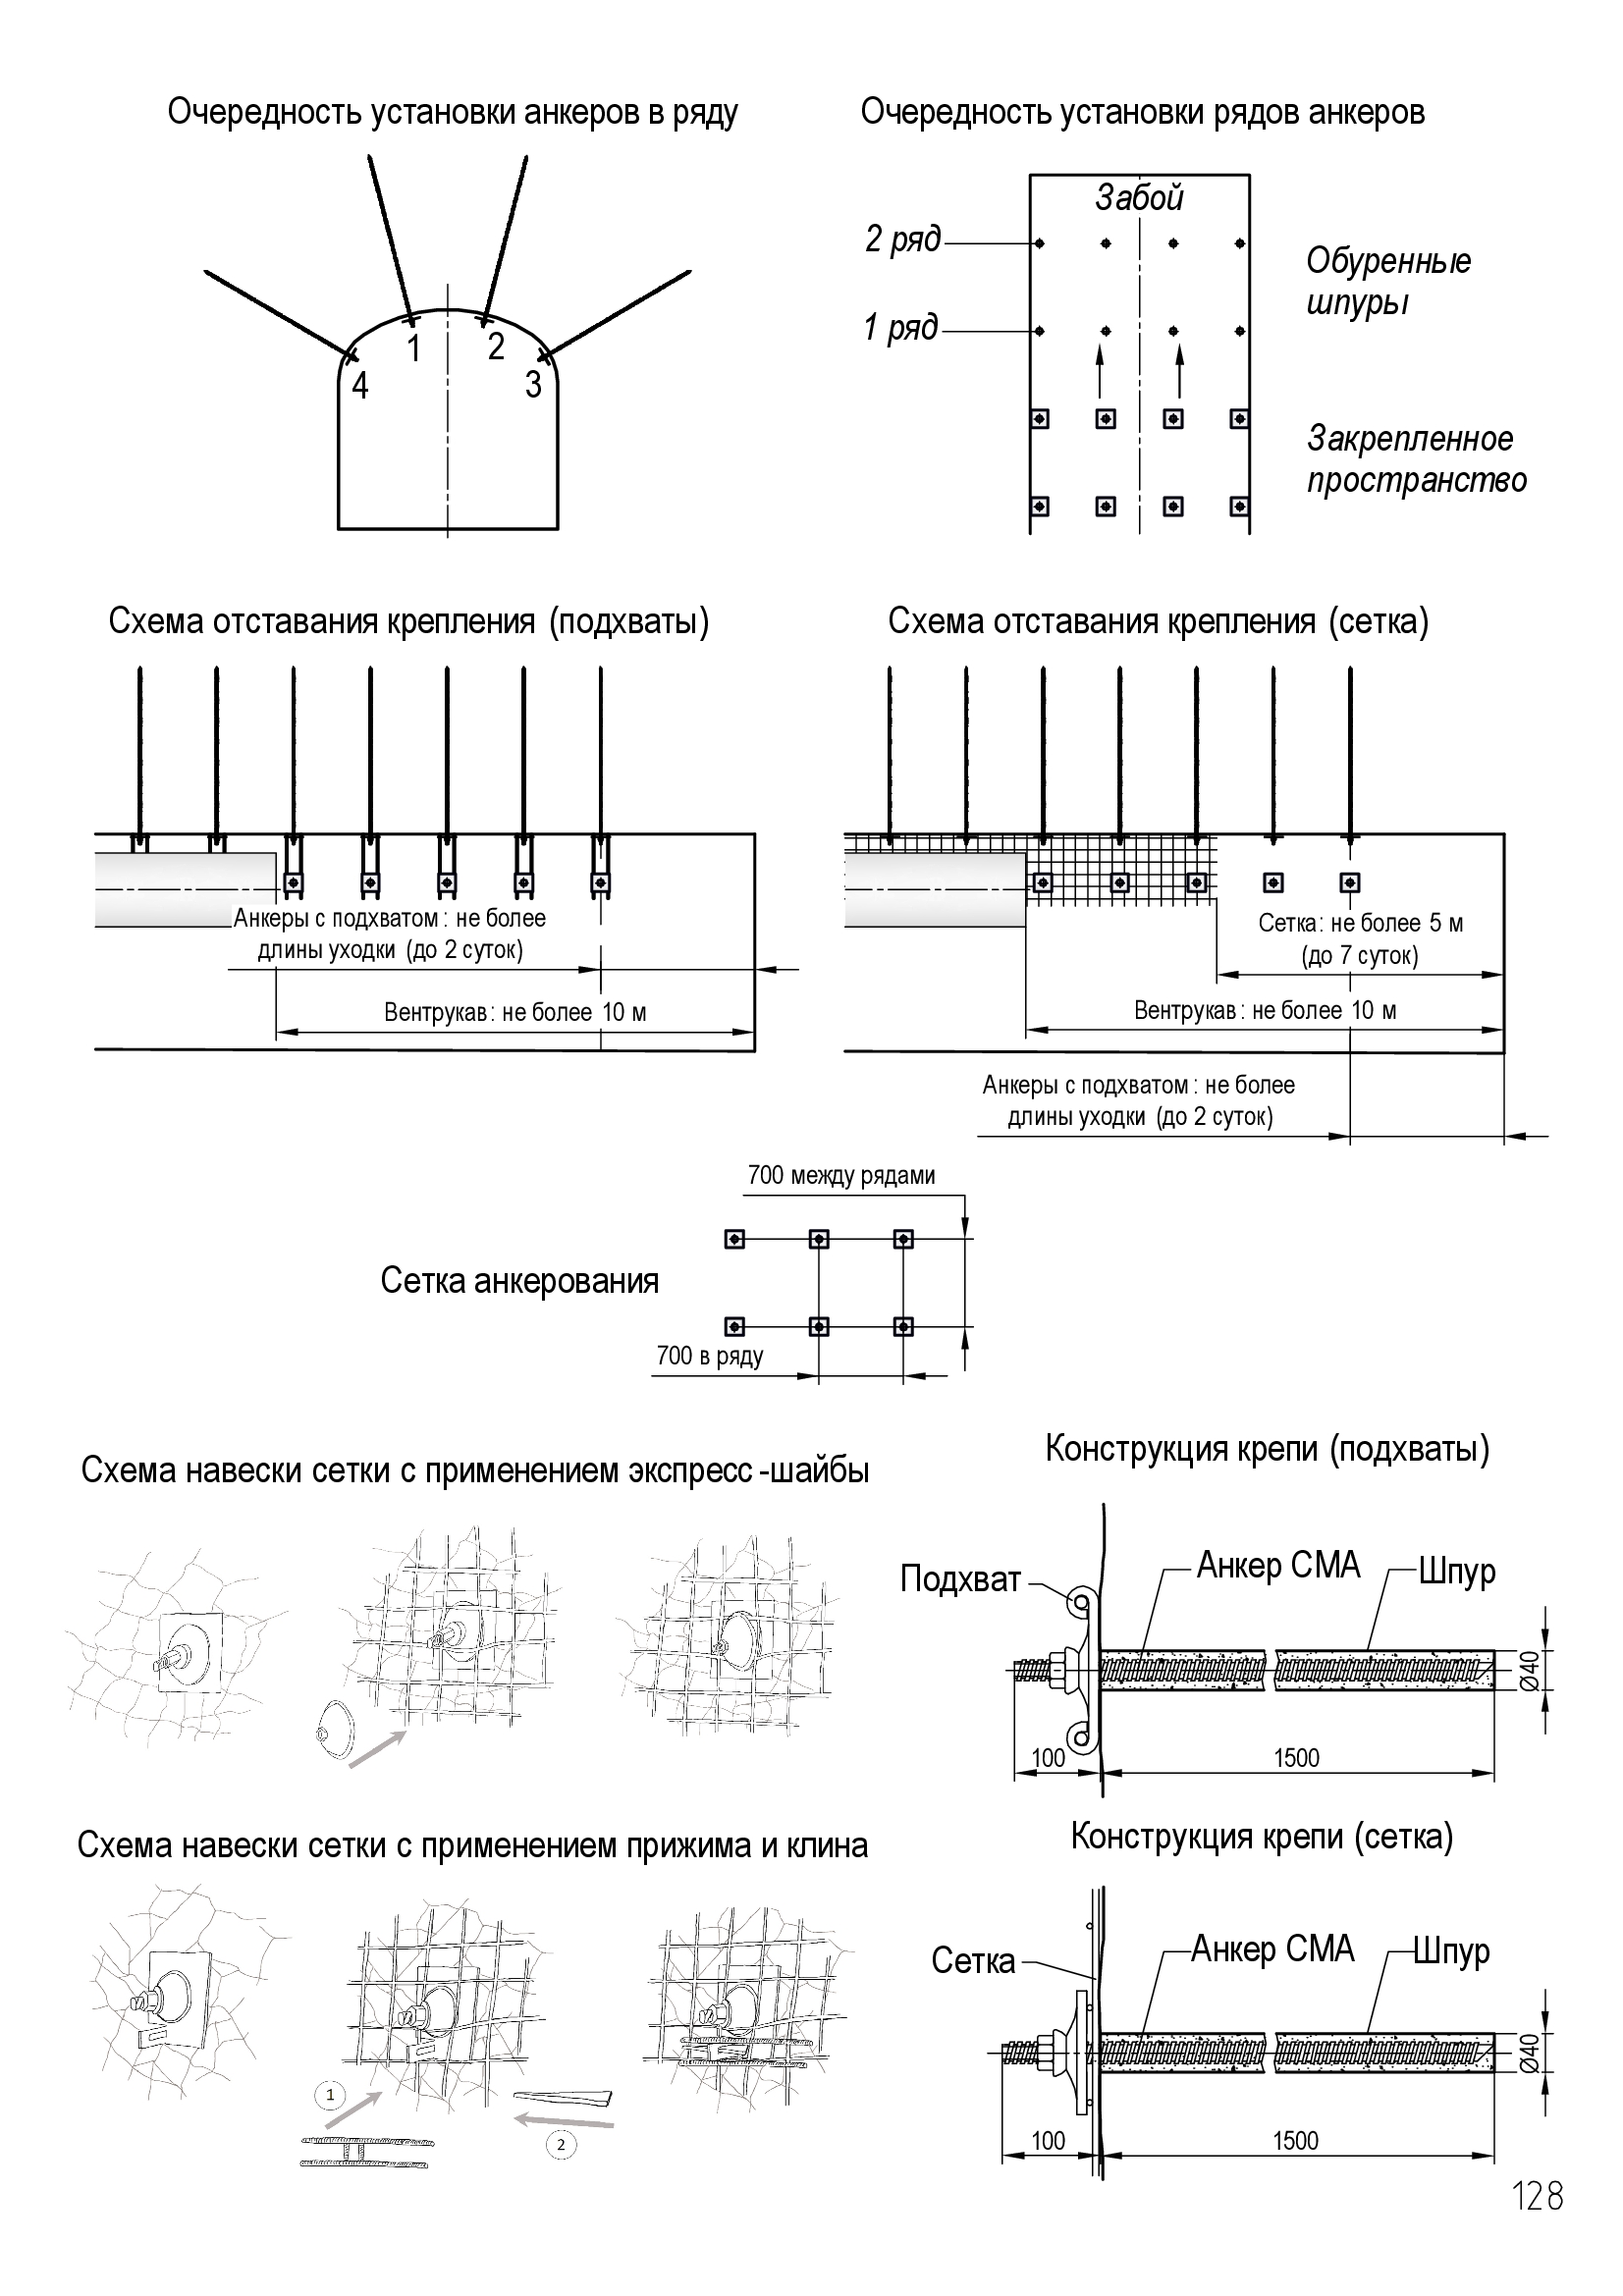 Очередность установки анкеров в ряду
1
2
4
3
Очередность установки рядов анкеров
Забой
2 ряд
Обуренные
шпуры
1 ряд
Закрепленное
пространство
Схема отставания крепления (подхваты)
Анкеры с подхватом: не более
длины уходки (до 2 суток)
Вентрукав: не более 10 м
Схема отставания крепления (сетка)
Сетка: не более 5 м
(до 7 суток)
Вентрукав: не более 10 м
Анкеры с подхватом: не более
длины уходки (до 2 суток)
700 между рядами
Сетка анкерования
700 в ряду
Схема навески сетки с применением экспресс-шайбы
Конструкция крепи (подхваты)
Подхват
Анкер СМА
Шпур
Ø40
100
1500
Схема навески сетки с применением прижима и клина
1
2
Конструкция крепи (сетка)
Сетка
Анкер СМА
Шпур
Ø40
100
1500
128